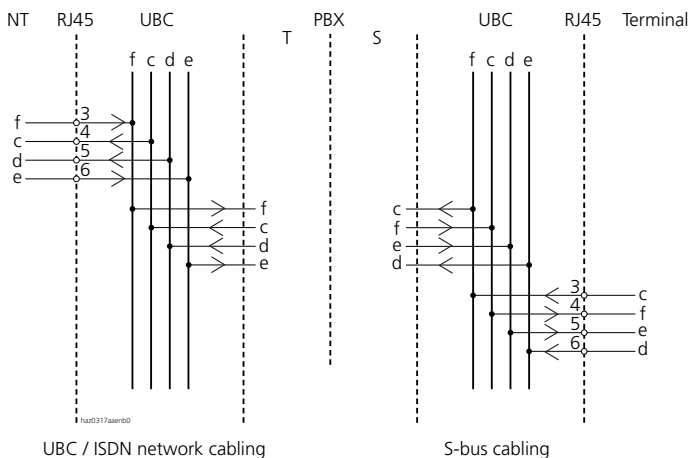 NT RJ45 UBC PBX UBC RJ45 Terminal
T S
f c d e f c d e
f 3
c 4
d 5
e 6
f c
c f
d e
e d
3 c
4 f
5 e
6 d
haz0317aaenb0
UBC / ISDN network cabling S-bus cabling